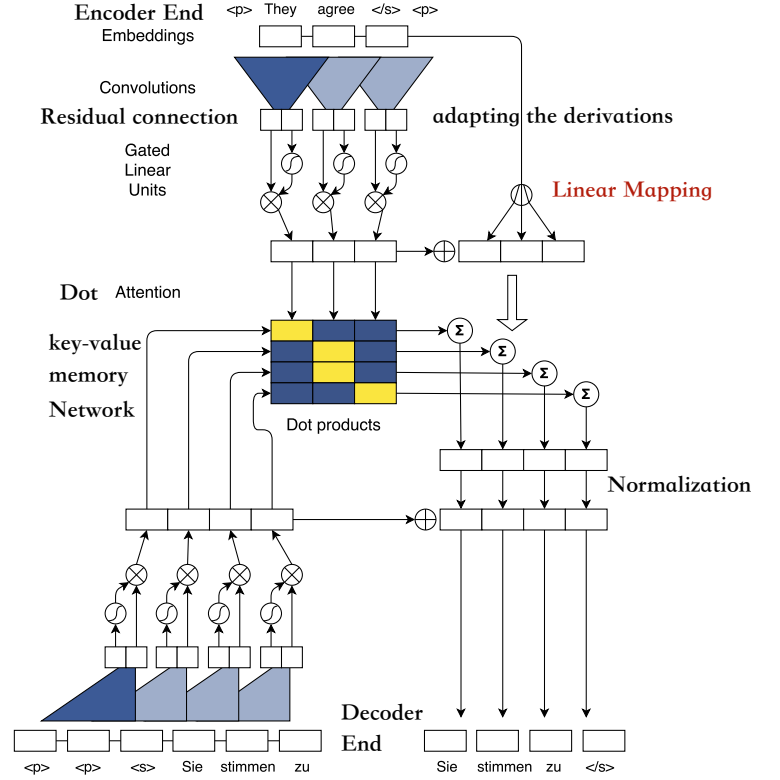 Encoder End
<p> They agree </s> <p>
Embeddings
Convolutions
Residual connection
adapting the derivations
Gated
Linear
Units
Linear Mapping
Dot Attention
key-value
memory
Network
Σ
Σ
Σ
Σ
Dot products
Normalization
Decoder
End
<p> <p> <s> Sie stimmen zu
Sie stimmen zu </s>